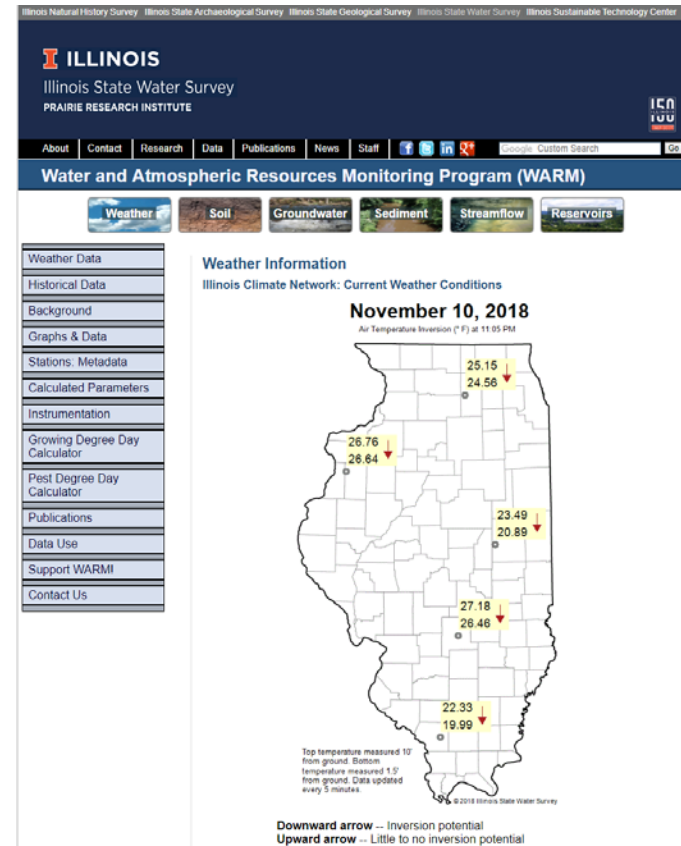 Illinois Natural History Survey Illinois State Archaeological Survey Illinois State Geological Survey Illinois State Water Survey Illinois Sustainable Technology Center
I ILLINOIS
Illinois State Water Survey
PRAIRIE RESEARCH INSTITUTE
150
About Contact Research Data Publications News Staff Google Custom Search Go
Water and Atmospheric Resources Monitoring Program (WARM)
Weather Soil Groundwater Sediment Streamflow Reservoirs
Weather Data
Historical Data
Background
Graphs & Data
Stations: Metadata
Calculated Parameters
Instrumentation
Growing Degree Day
Calculator
Pest Degree Day
Calculator
Publications
Data Use
Support WARM!
Contact Us
Weather Information
Illinois Climate Network: Current Weather Conditions
November 10, 2018
Air Temperature Inversion (° F) at 11:05 PM
25.15
24.56
26.76
26.64
23.49
20.89
27.18
26.46
22.33
19.99
Top temperature measured 10'
from ground. Bottom
temperature measured 1.5'
from ground. Data updated
every 5 minutes.
© 2018 Illinois State Water Survey
Downward arrow -- Inversion potential
Upward arrow -- Little to no inversion potential